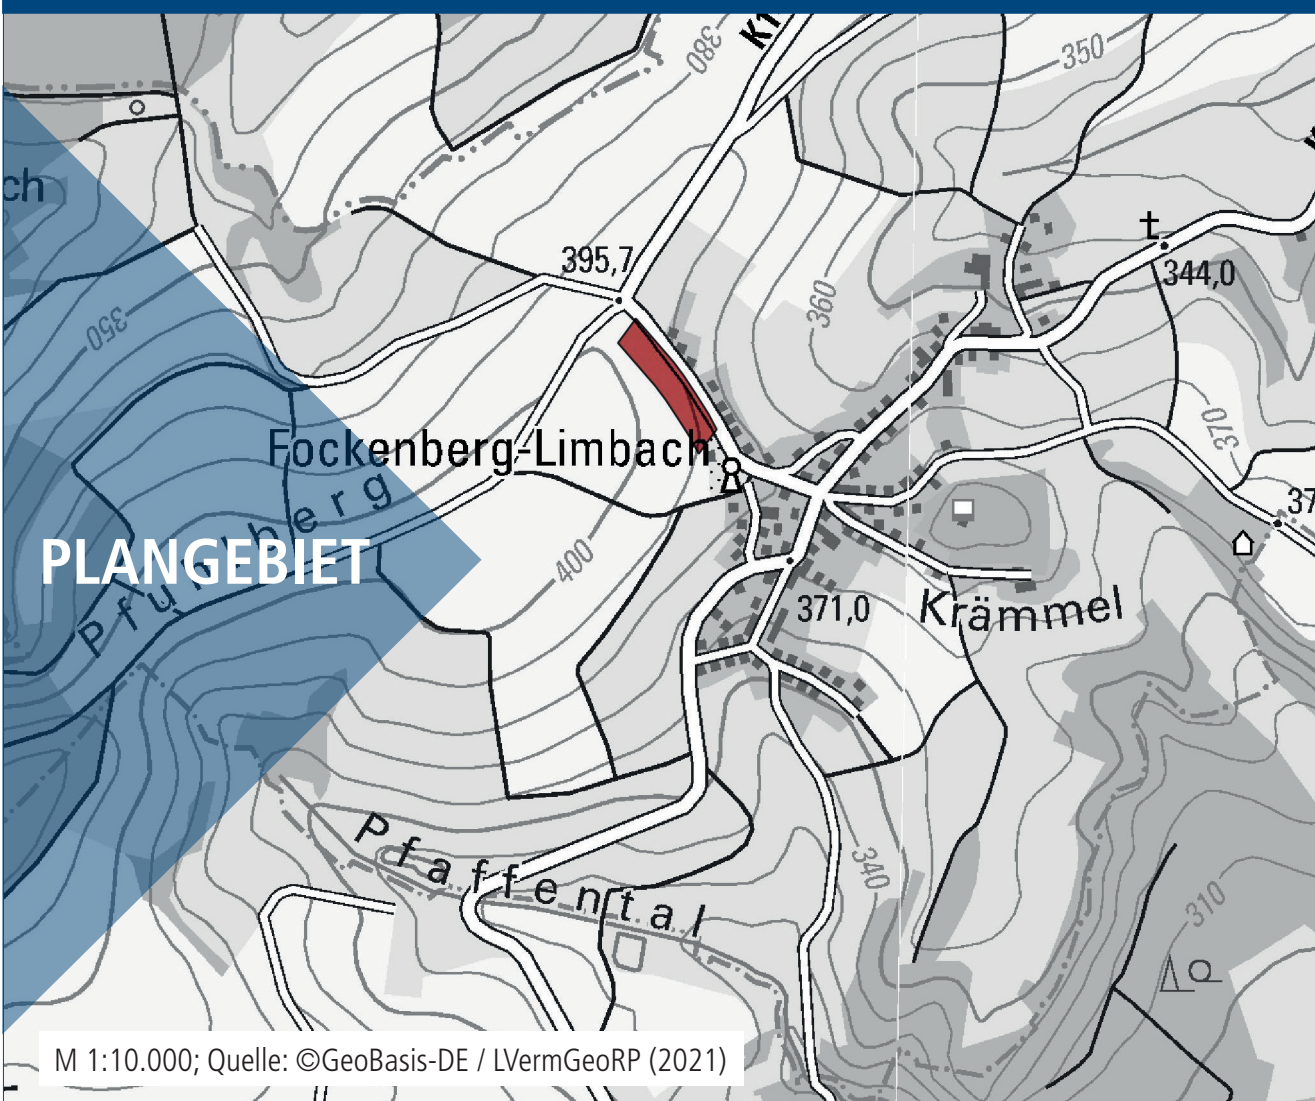 380
K1
350
ch
395,7
344,0
360
350
Fockenberg-Limbach
370
37
Pfuhlberg
400
PLANGEBIET
371,0
Krämmel
Pfaffental
340
310
M 1:10.000; Quelle: ©GeoBasis-DE / LVermGeoRP (2021)